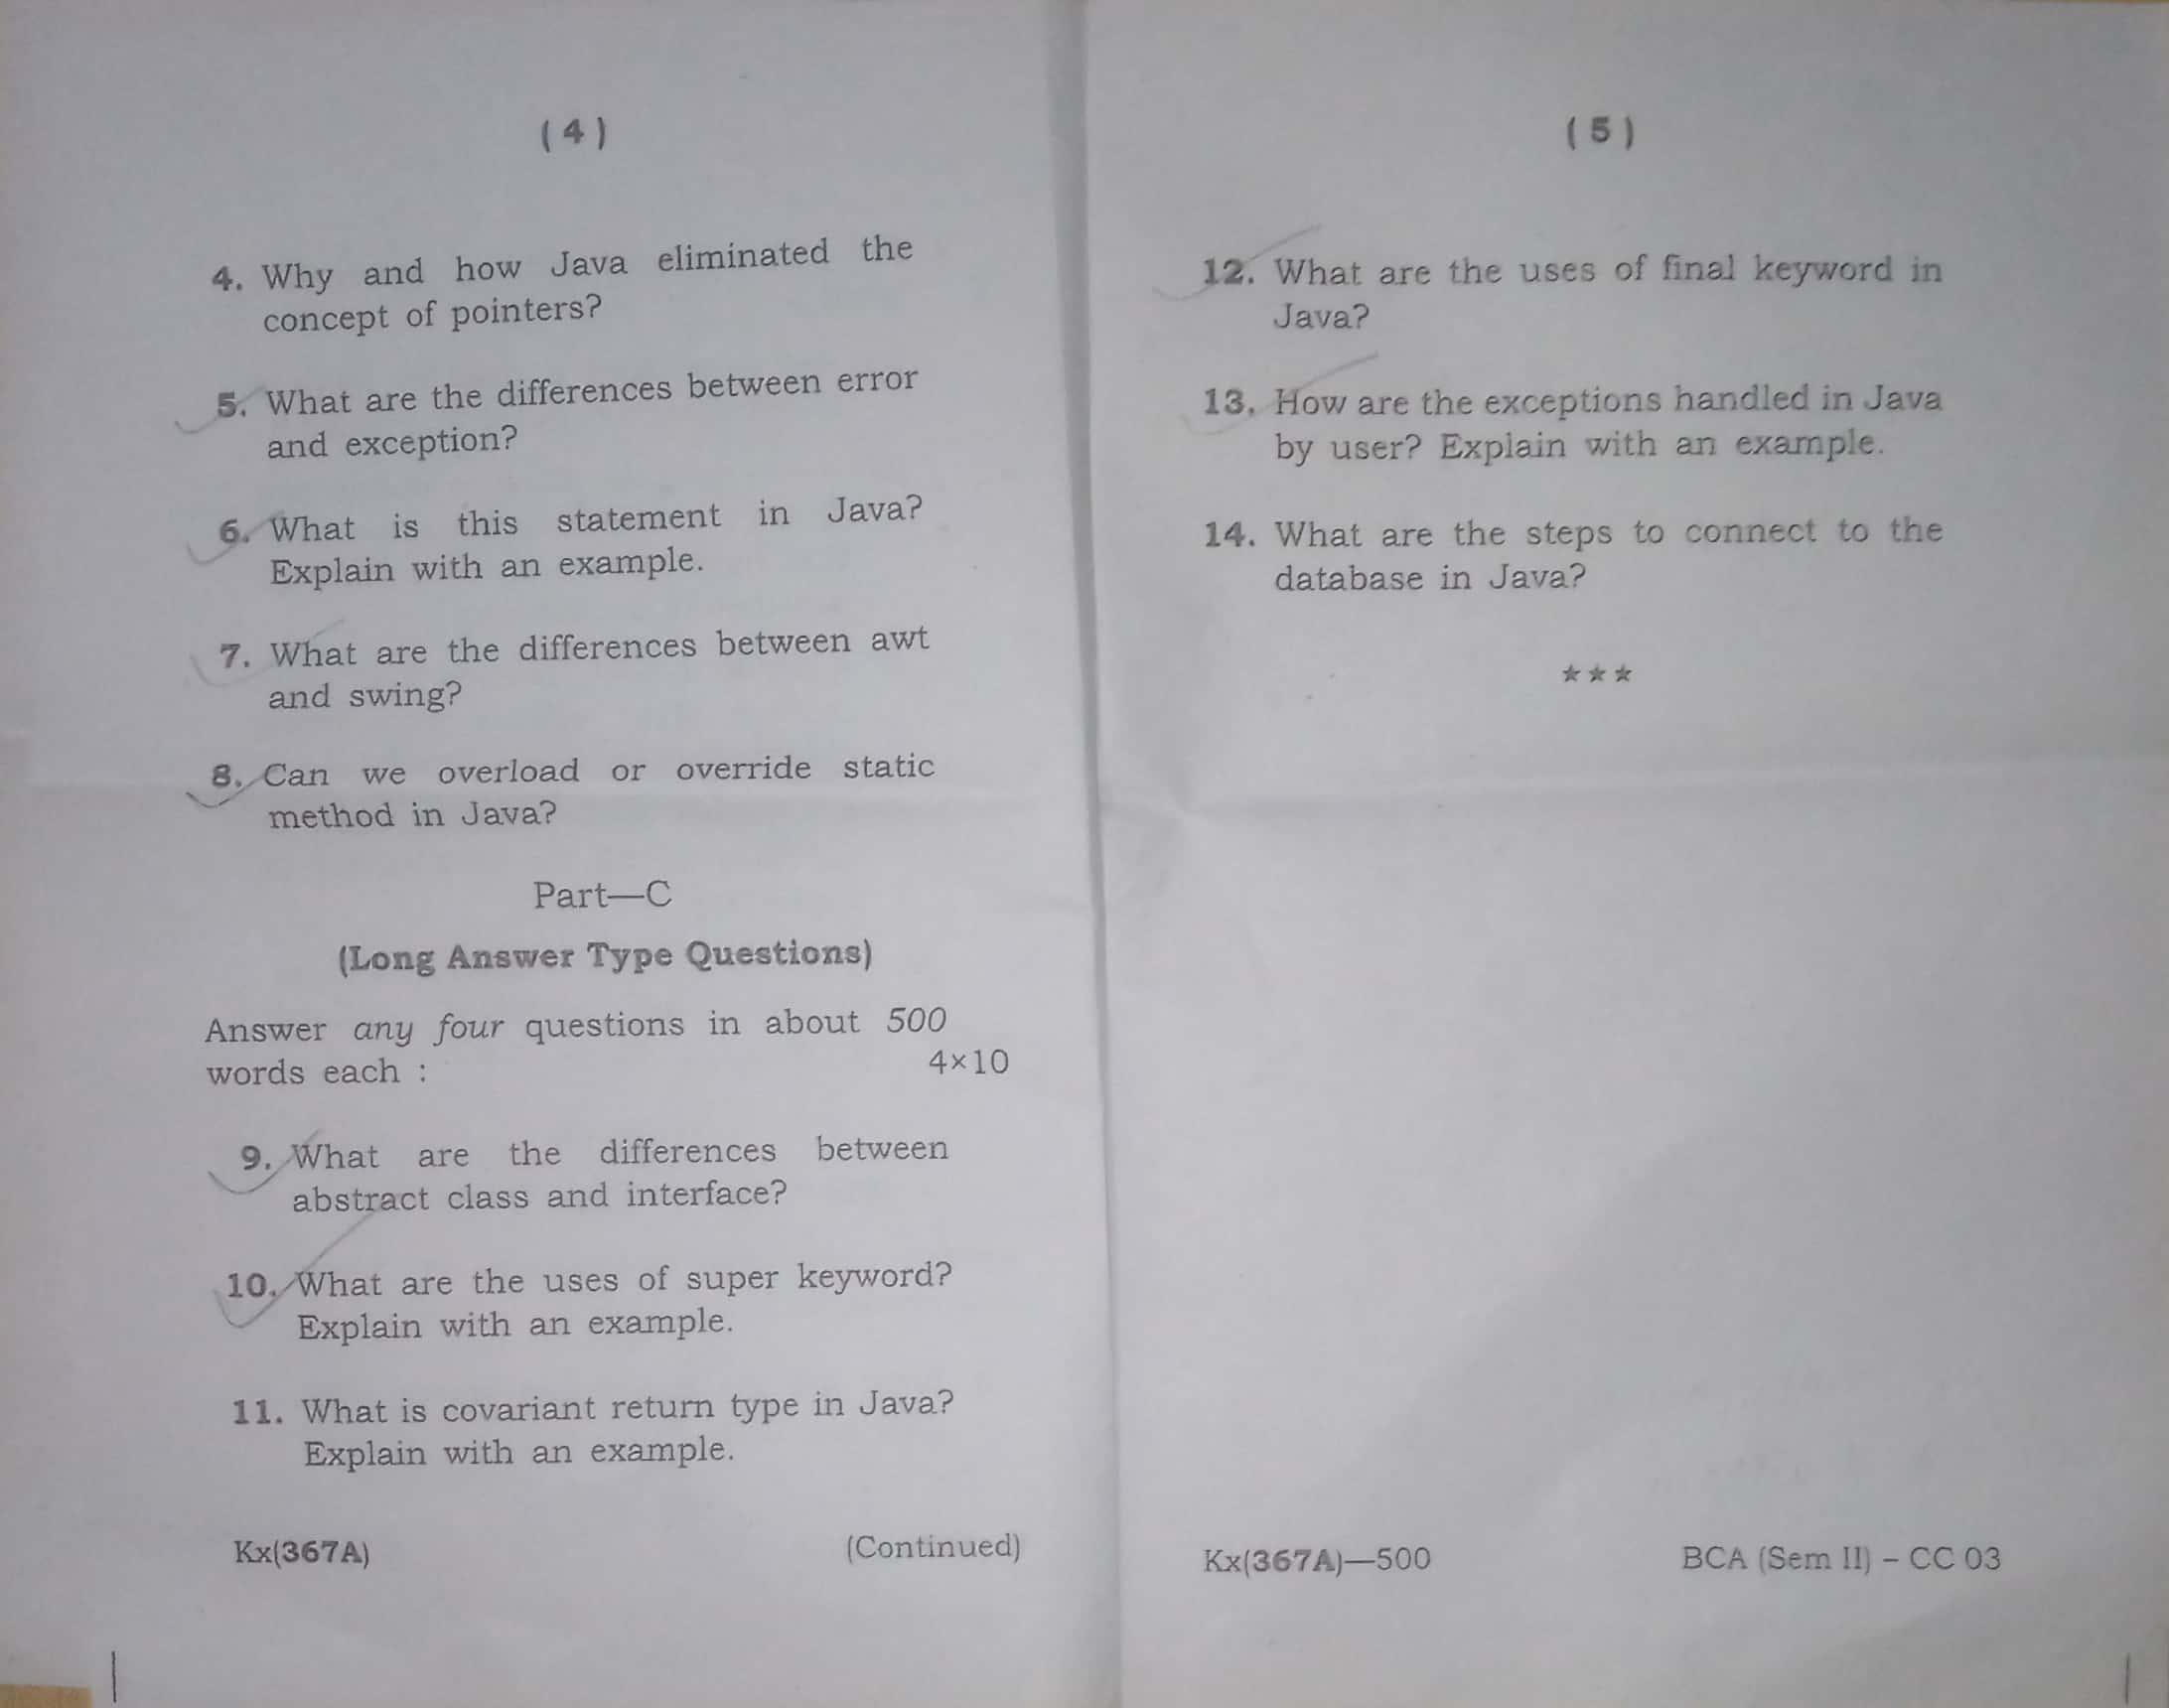 ( 4 )
4. Why and how Java eliminated the
concept of pointers?
5. What are the differences between error
and exception?
6. What is this statement in Java?
Explain with an example.
7. What are the differences between awt
and swing?
8. Can we overload or override static
method in Java?
Part—C
(Long Answer Type Questions)
Answer any four questions in about 500
words each : 4×10
9. What are the differences between
abstract class and interface?
10. What are the uses of super keyword?
Explain with an example.
11. What is covariant return type in Java?
Explain with an example.
Kx(367A) (Continued)
( 5 )
12. What are the uses of final keyword in
Java?
13. How are the exceptions handled in Java
by user? Explain with an example.
14. What are the steps to connect to the
database in Java?
★★★
Kx(367A)—500 BCA (Sem II) – CC 03